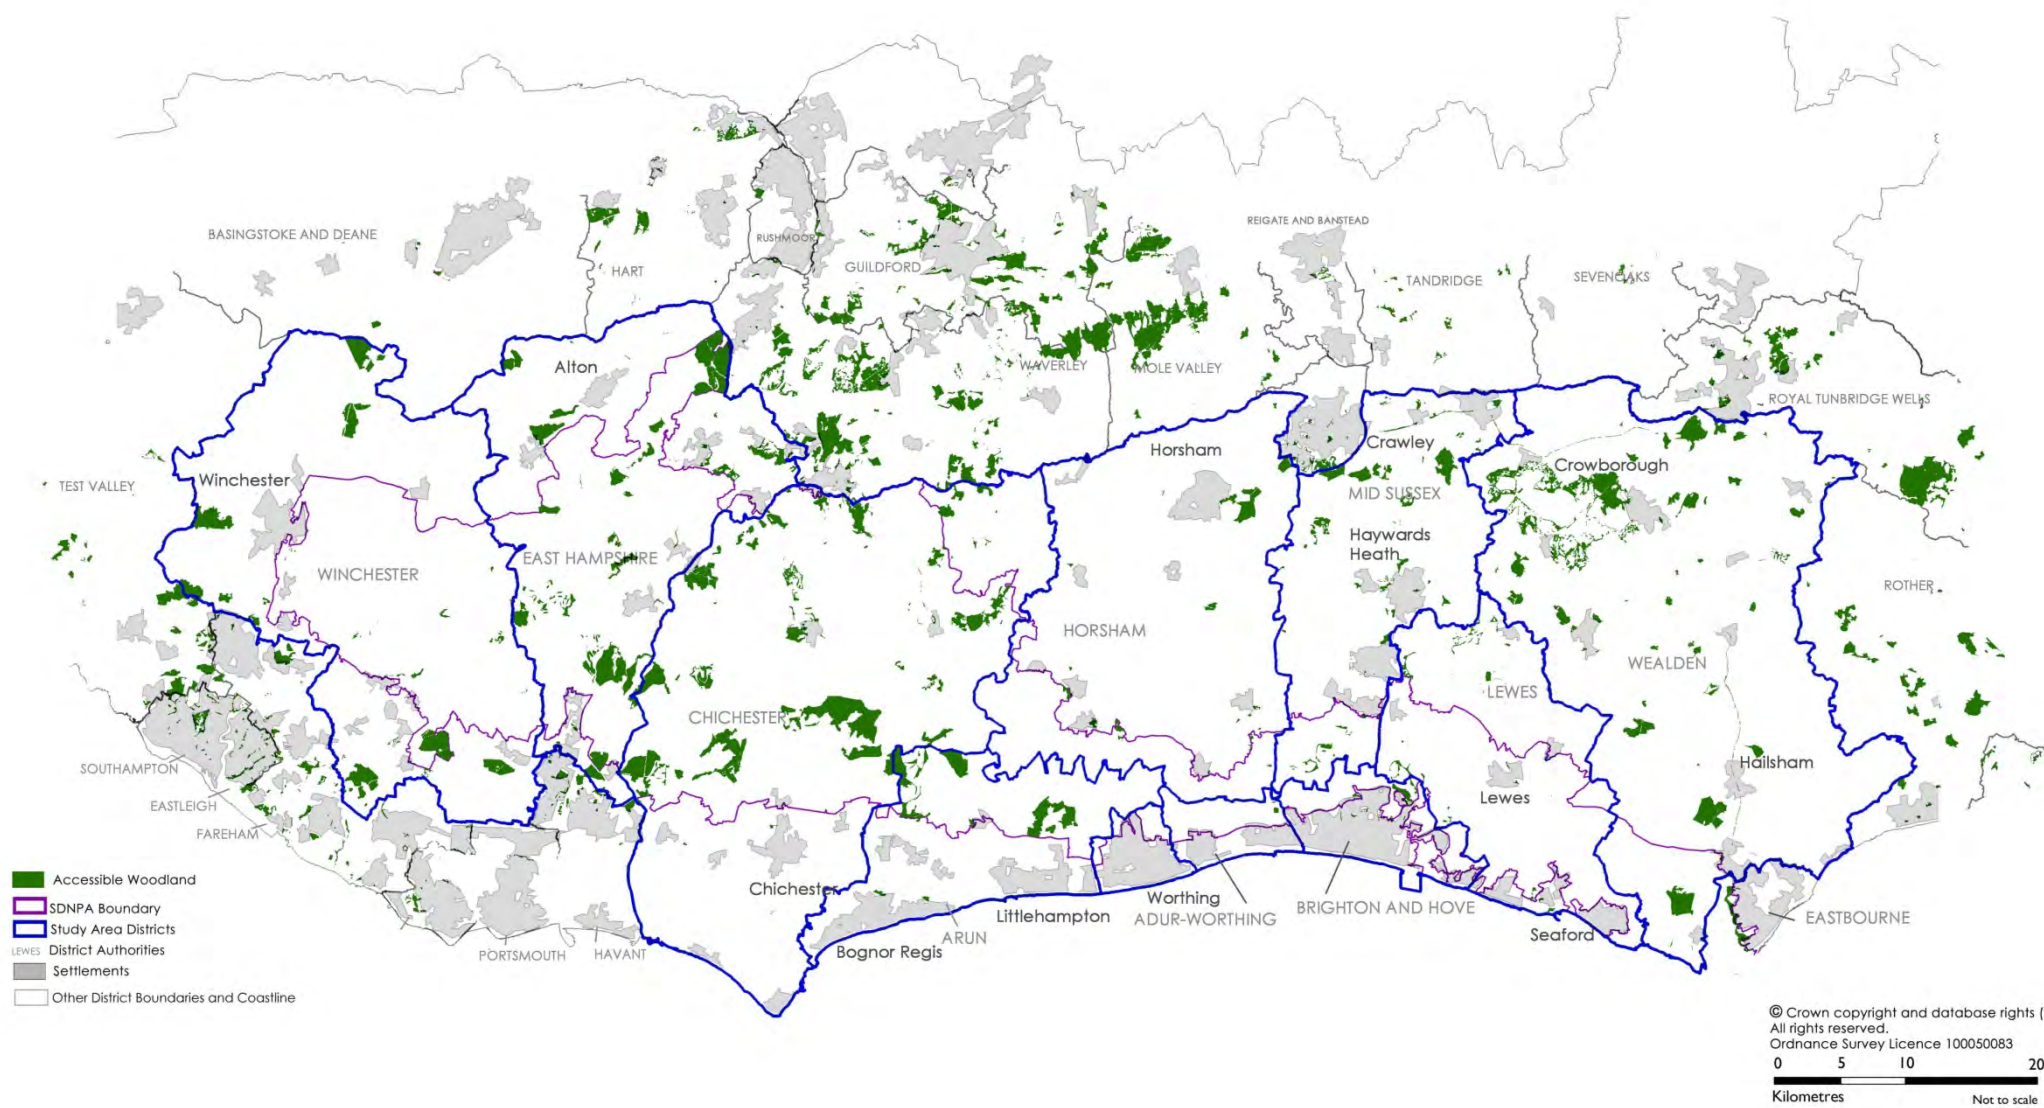 REIGATE AND BANSTEAD
BASINGSTOKE AND DEANE
RUSHMOOR
HART
GUILDFORD
TANDRIDGE
SEVENOAKS
Alton
WAVERLEY
MOLE VALLEY
ROYAL TUNBRIDGE WELLS
Horsham
Crawley
Crowborough
Winchester
TEST VALLEY
MID SUSSEX
Haywards
Heath
EAST HAMPSHIRE
WINCHESTER
ROTHER
HORSHAM
WEALDEN
LEWES
CHICHESTER
SOUTHAMPTON
Hailsham
EASTLEIGH
Lewes
FAREHAM
Accessible Woodland
SDNPA Boundary
Study Area Districts
LEWES District Authorities
Settlements
Other District Boundaries and Coastline
PORTSMOUTH
HAVANT
Chichester
Bognor Regis
ARUN
Littlehampton
Worthing
ADUR-WORTHING
BRIGHTON AND HOVE
Seaford
EASTBOURNE
© Crown copyright and database rights (
All rights reserved.
Ordnance Survey Licence 100050083
0 5 10 20
Kilometres
Not to scale